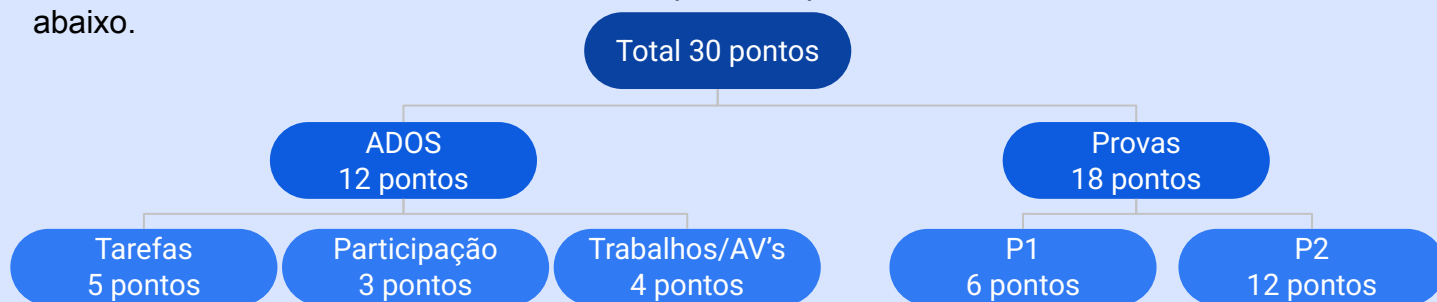 abaixo.
Total 30 pontos
ADOS
12 pontos
Provas
18 pontos
Tarefas
5 pontos
Participação
3 pontos
Trabalhos/AV's
4 pontos
P1
6 pontos
P2
12 pontos